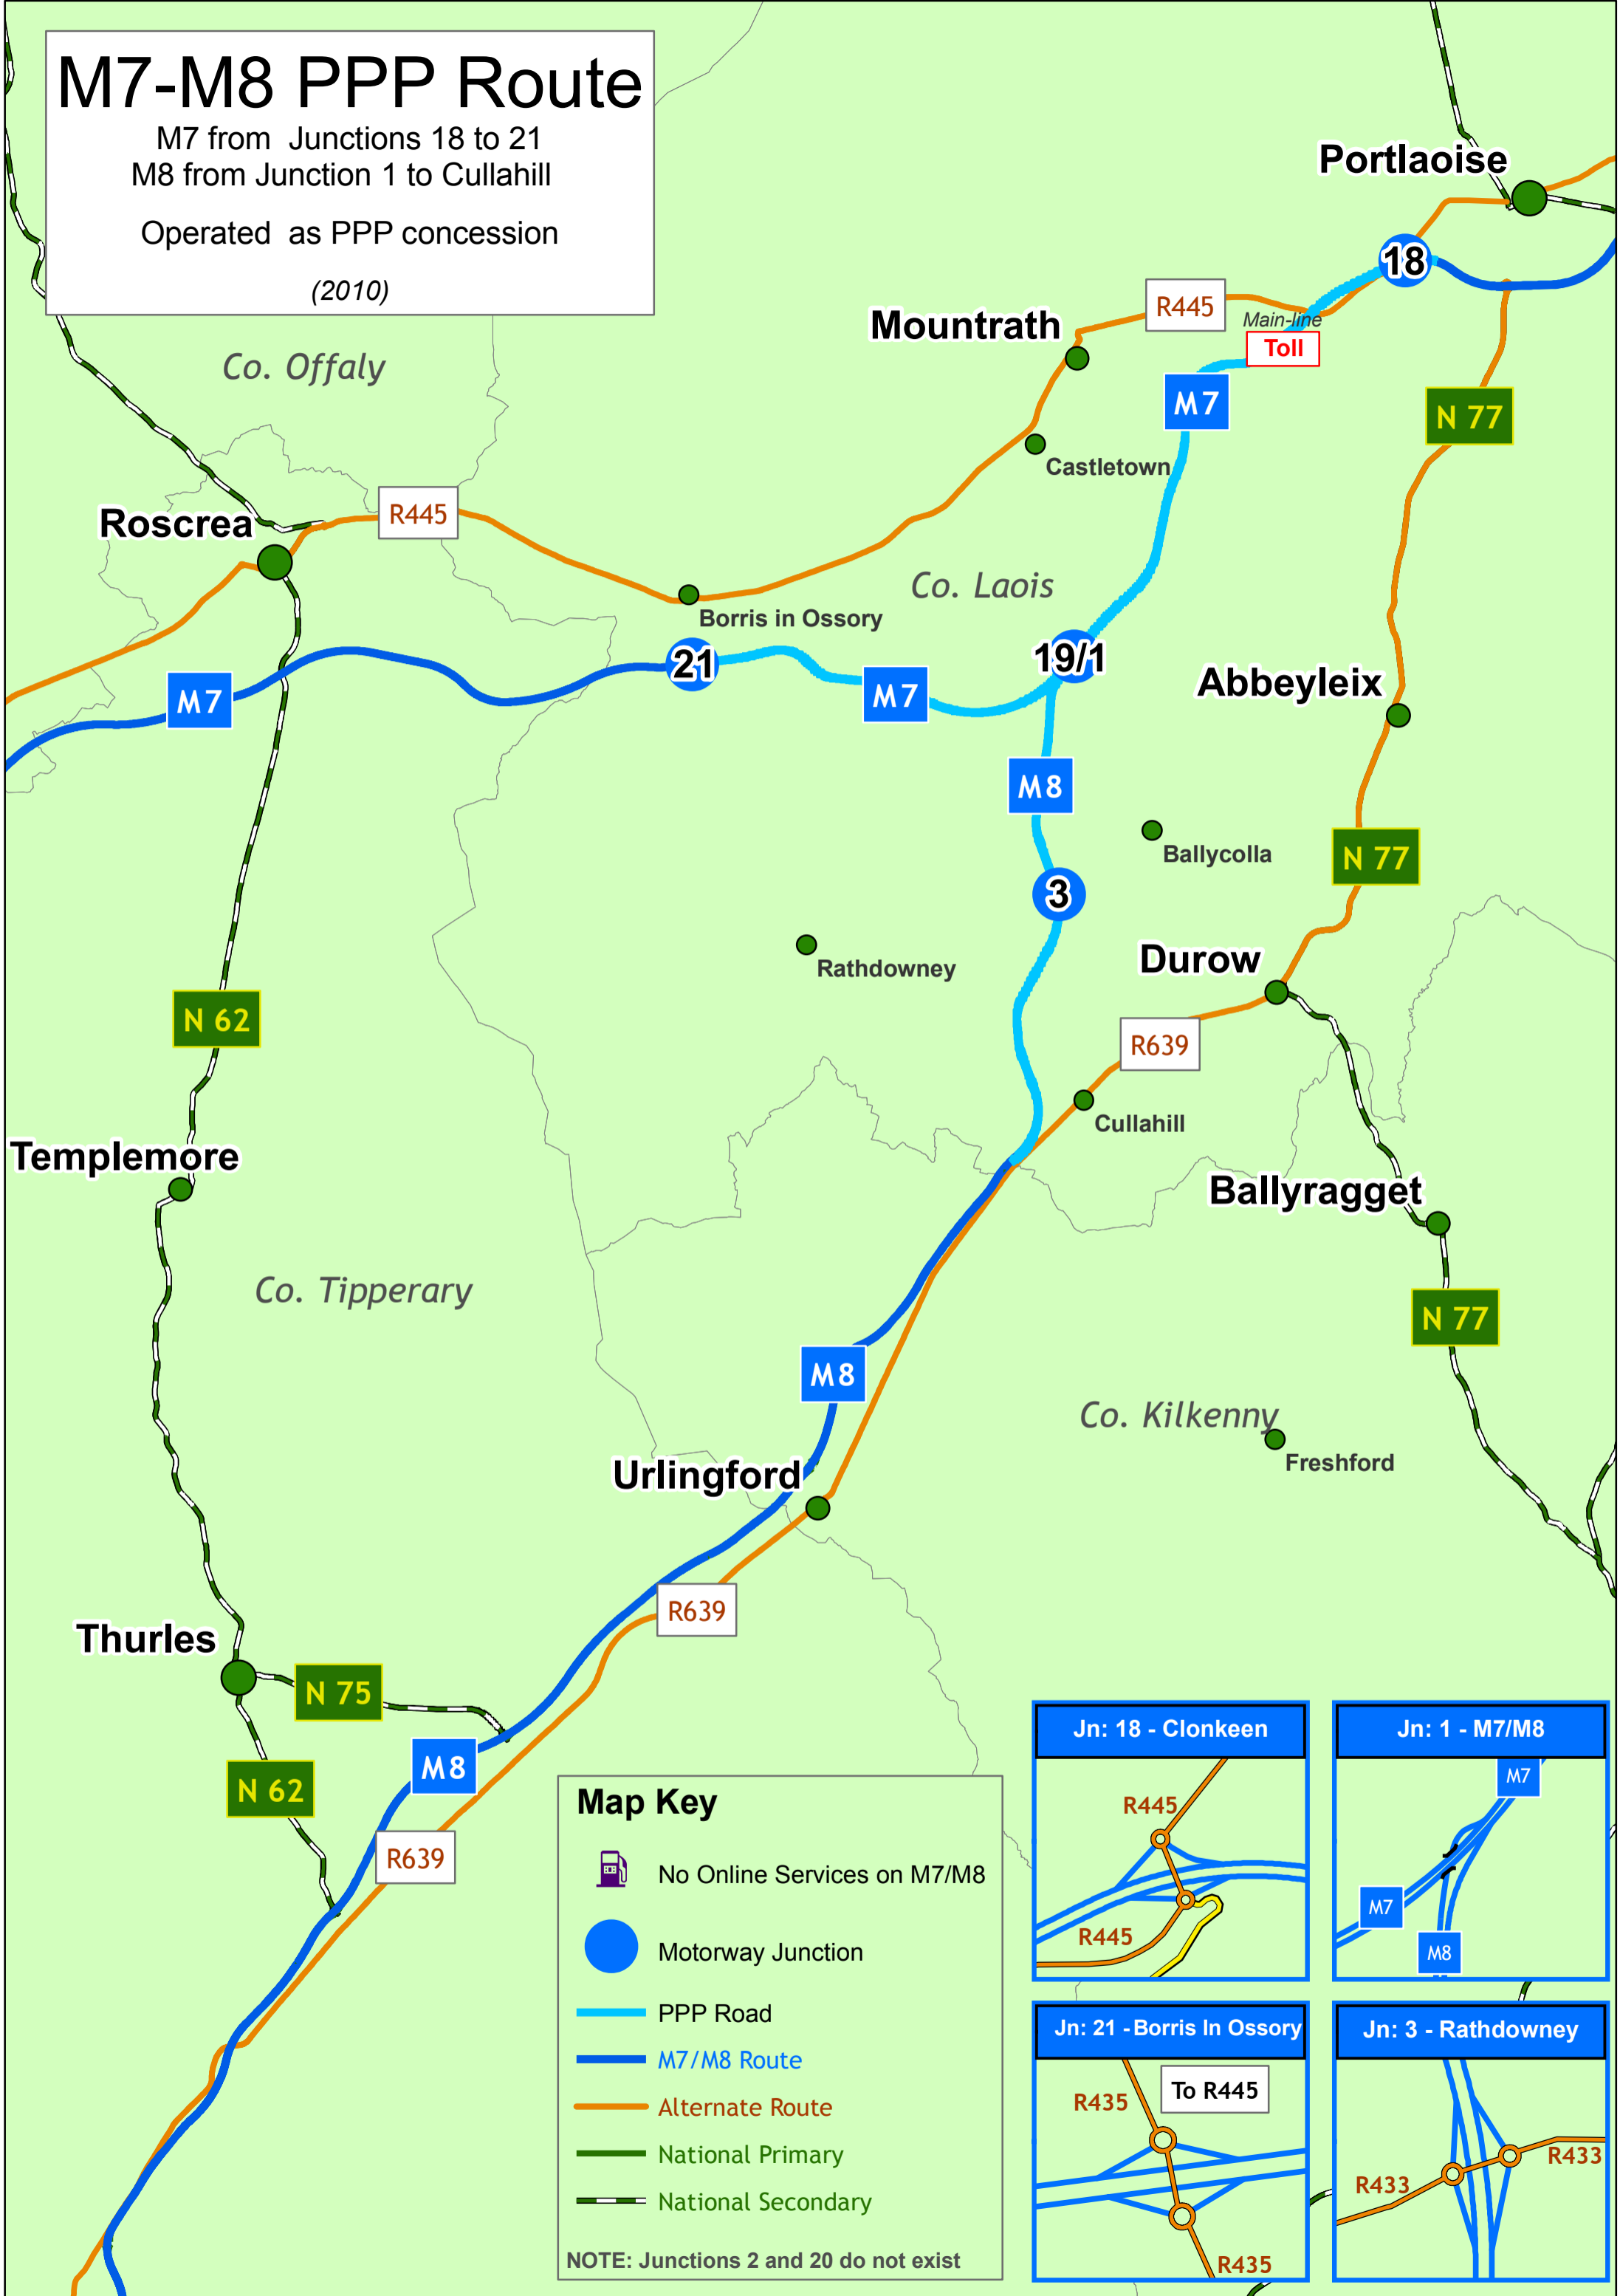 M7-M8 PPP Route
M7 from Junctions 18 to 21
M8 from Junction 1 to Cullahill
Operated as PPP concession
(2010)
Portlaoise
18
Mountrath
R445
Main-line
Toll
Co. Offaly
M7
N 77
Castletown
Roscrea
R445
Co. Laois
Borris in Ossory
21
19/1
M7
M7
Abbeyleix
M8
Ballycolla
N 77
3
Rathdowney
Durow
N 62
R639
Cullahill
Templemore
Ballyragget
Co. Tipperary
N 77
M8
Co. Kilkenny
Freshford
Urlingford
R639
Thurles
N 75
M8
N 62
R639
Map Key
No Online Services on M7/M8
Motorway Junction
PPP Road
M7/M8 Route
Alternate Route
National Primary
National Secondary
NOTE: Junctions 2 and 20 do not exist
Jn: 18 - Clonkeen
R445
R445
Jn: 1 - M7/M8
M7
M7
M8
Jn: 21 - Borris In Ossory
To R445
R435
R435
Jn: 3 - Rathdowney
R433
R433